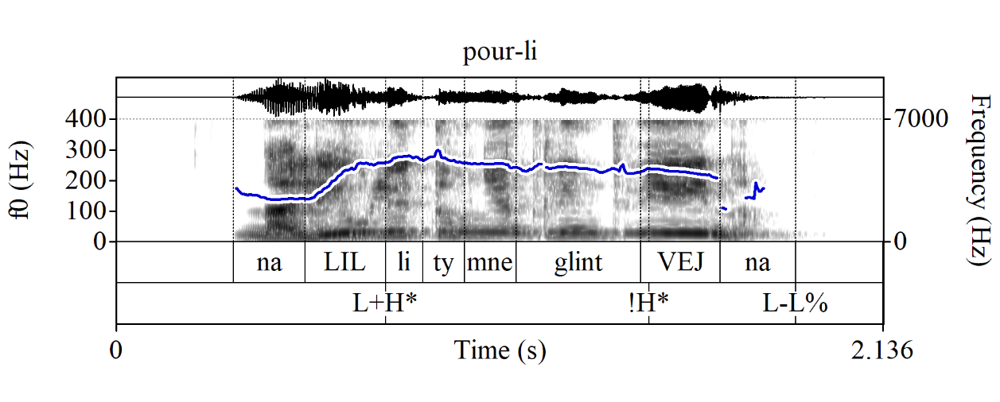 pour-li
400 7000
300
200
100
0 0
f0 (Hz)
Frequency (Hz)
na LIL li ty mne glint VEJ na
L+H* !H* L-L%
0 Time (s) 2.136